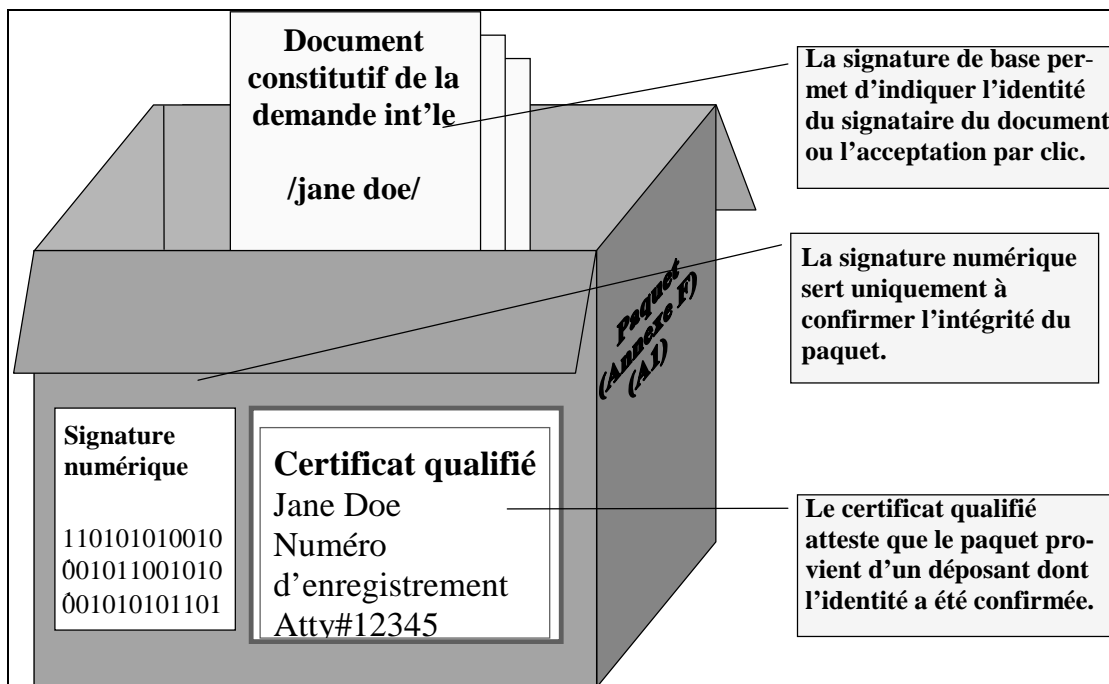 Document
constitutif de la
demande int’le
/jane doe/
La signature de base per-
met d’indiquer l’identité
du signataire du document
ou l’acceptation par clic.
La signature numérique
sert uniquement à
confirmer l’intégrité du
paquet.
Paquet
(Annexe F)
(A1)
Signature
numérique
110101010010
001011001010
001010101101
Certificat qualifié
Jane Doe
Numéro
d’enregistrement
Atty#12345
Le certificat qualifié
atteste que le paquet pro-
vient d’un déposant dont
l’identité a été confirmée.